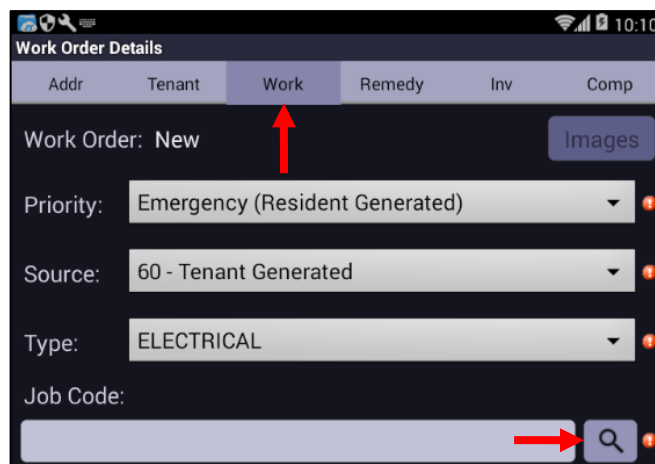 10:10
Work Order Details
Addr Tenant Work Remedy Inv Comp
Work Order: New Images
Priority: Emergency (Resident Generated)
Source: 60 - Tenant Generated
Type: ELECTRICAL
Job Code: